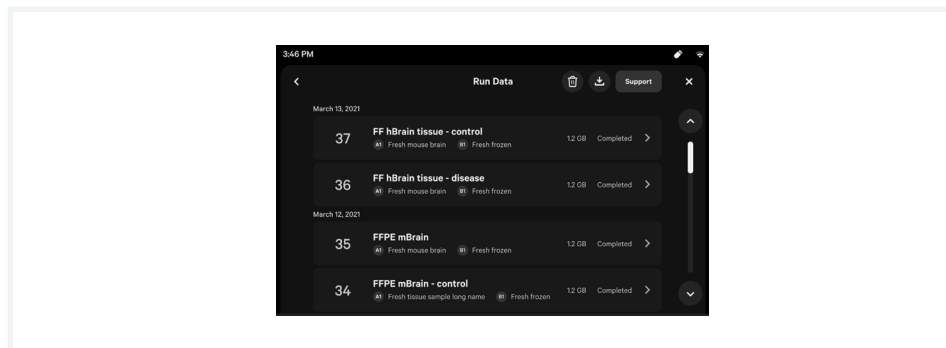 3:46 PM
Run Data
Support
March 13, 2021
37 FF hBrain tissue - control 1.2 GB Completed
A1 Fresh mouse brain B1 Fresh frozen
36 FF hBrain tissue - disease 1.2 GB Completed
A1 Fresh mouse brain B1 Fresh frozen
March 12, 2021
35 FFPE mBrain 1.2 GB Completed
A1 Fresh mouse brain B1 Fresh frozen
34 FFPE mBrain - control 1.2 GB Completed
A1 Fresh tissue sample long name B1 Fresh frozen